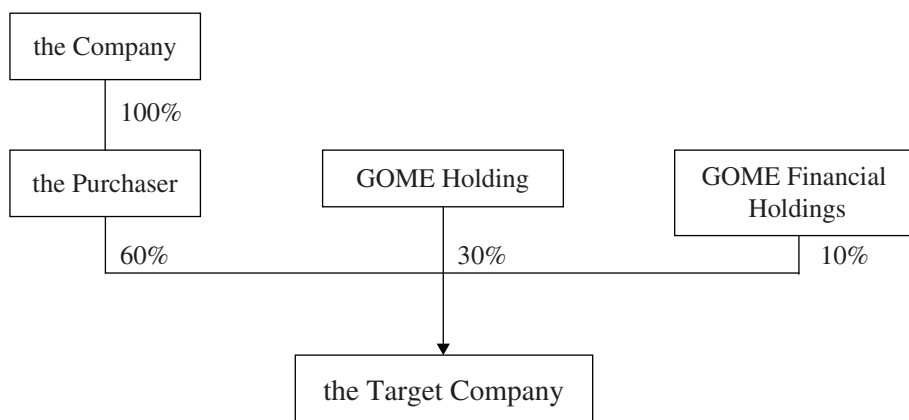 the Company
100%
the Purchaser
GOME Holding
GOME Financial
Holdings
60%
30%
10%
the Target Company